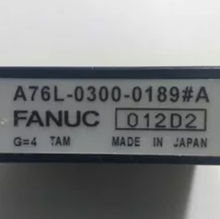 A76L-0300-0189#A
FANUC 012D2
G=4 TAM MADE IN JAPAN